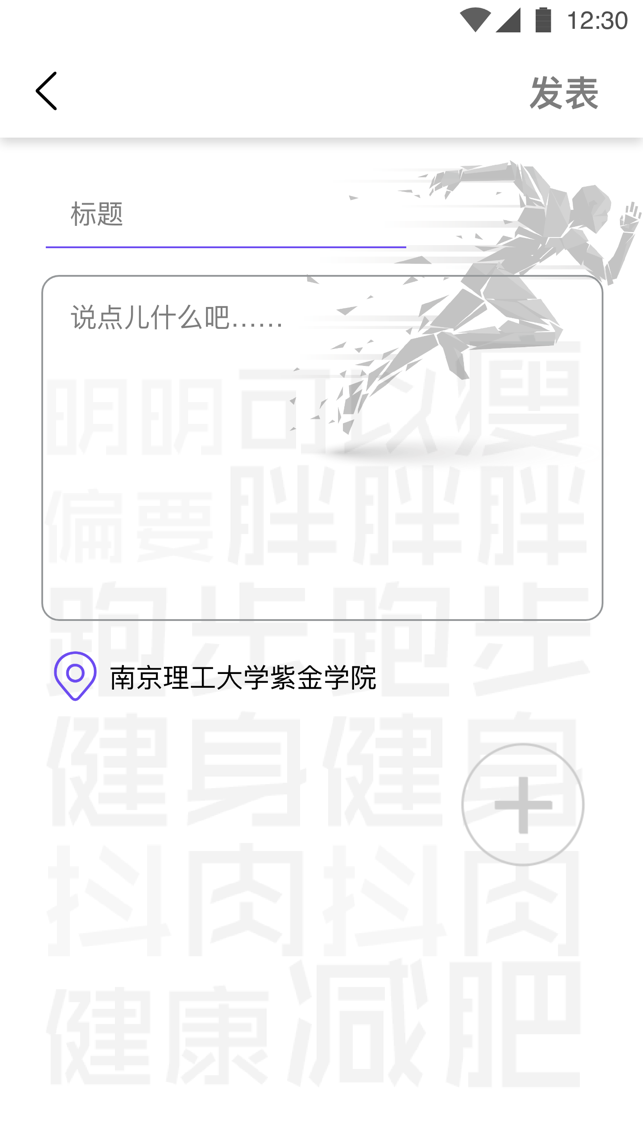 12:30
发表
标题
说点儿什么吧……
明明可以瘦
偏要胖胖胖
跑步跑步
南京理工大学紫金学院
健身健身
抖肉抖肉
健康减肥